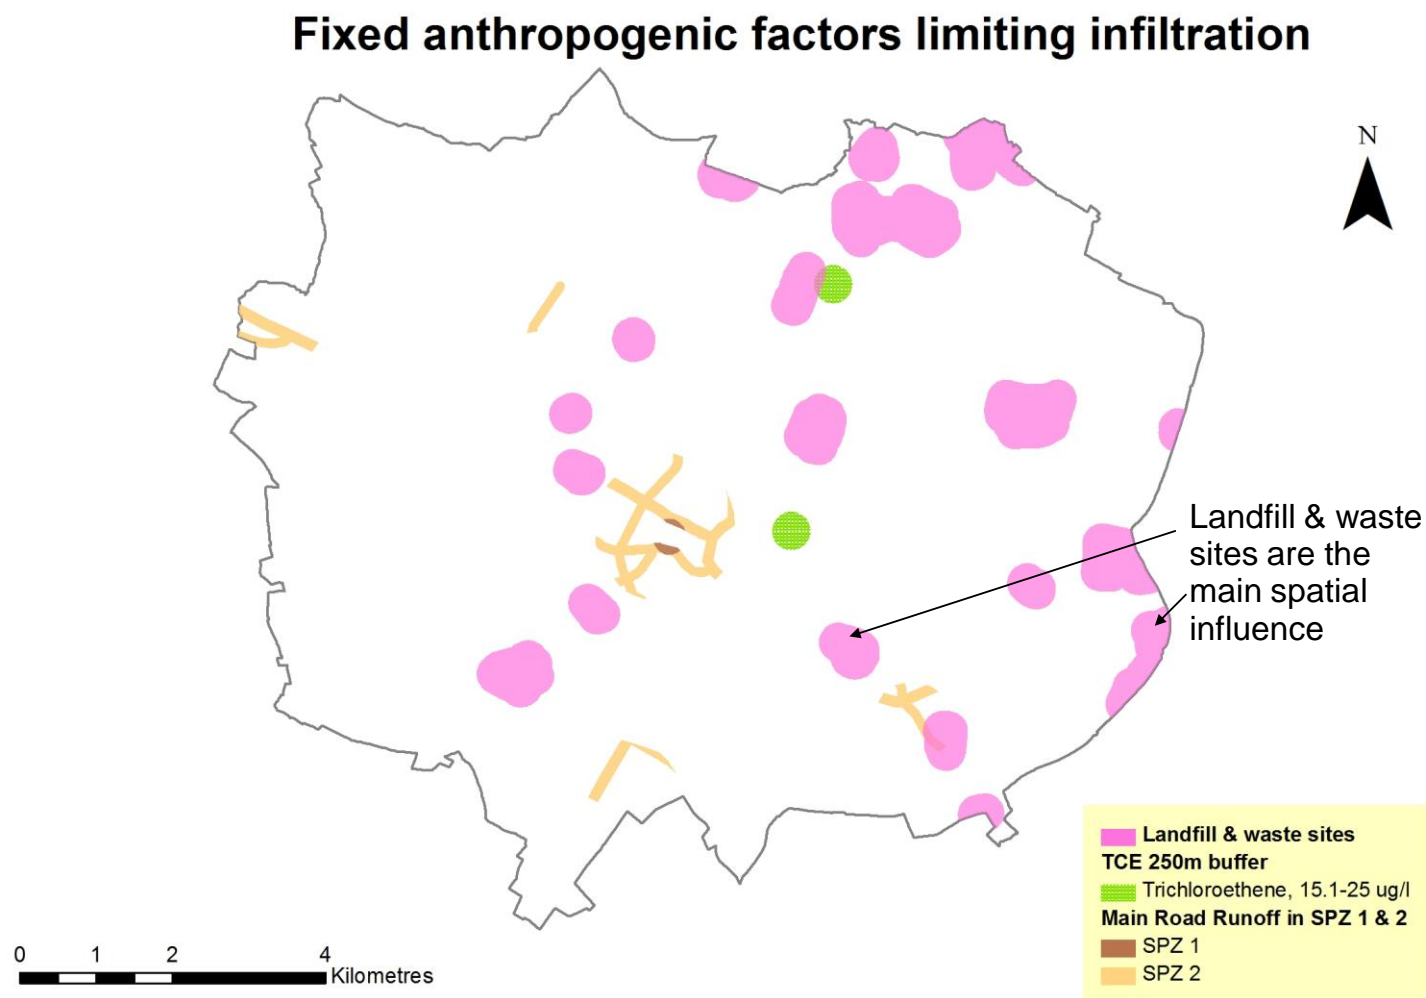 Fixed anthropogenic factors limiting infiltration
N
Landfill & waste
sites are the
main spatial
influence
Landfill & waste sites
TCE 250m buffer
Trichloroethene, 15.1-25 ug/l
Main Road Runoff in SPZ 1 & 2
SPZ 1
SPZ 2
0 1 2 4
Kilometres